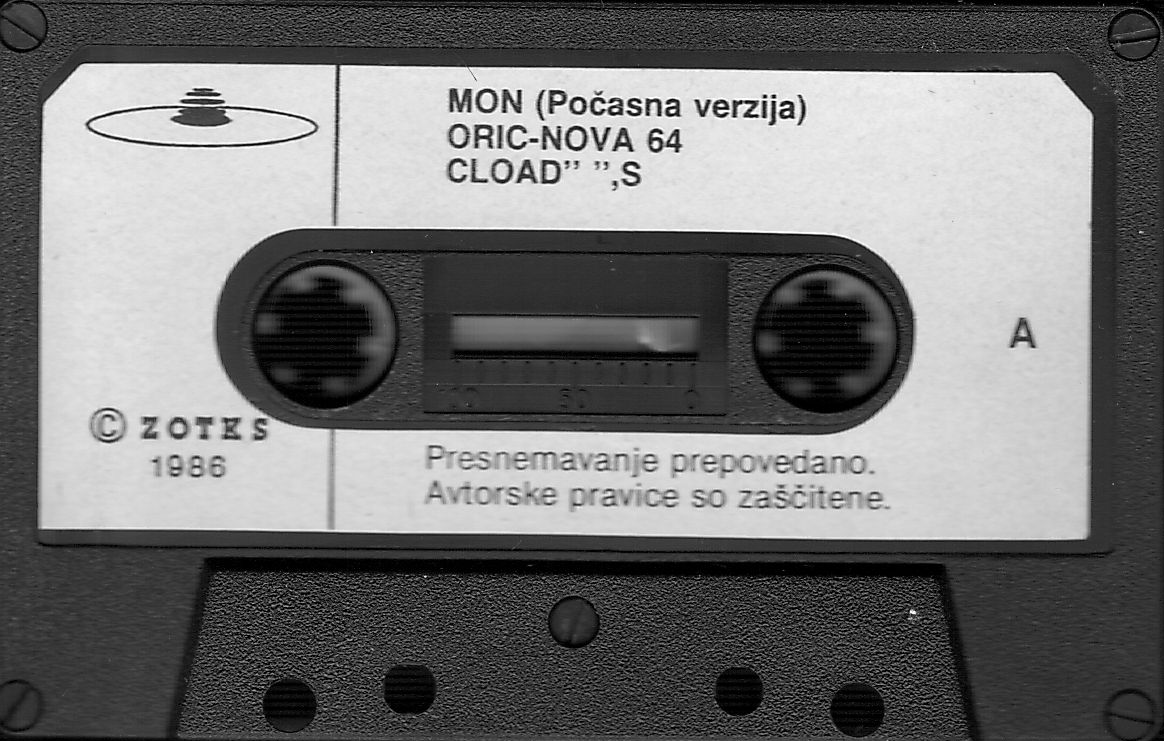 MON (Počasna verzija)
ORIC-NOVA 64
CLOAD” ”,S
A
© ZOTKS
1986
Presnemavanje prepovedano.
Avtorske pravice so zaščitene.